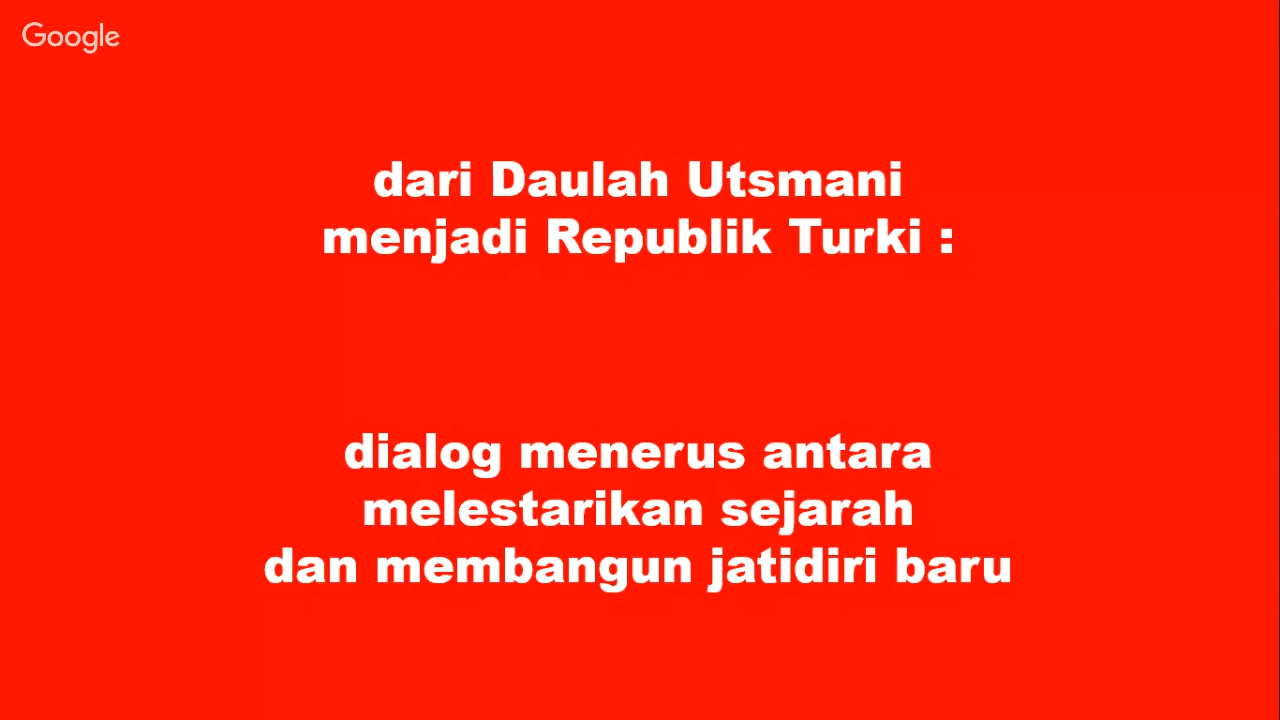 Google
dari Daulah Utsmani
menjadi Republik Turki :
dialog menerus antara
melestarikan sejarah
dan membangun jatidiri baru